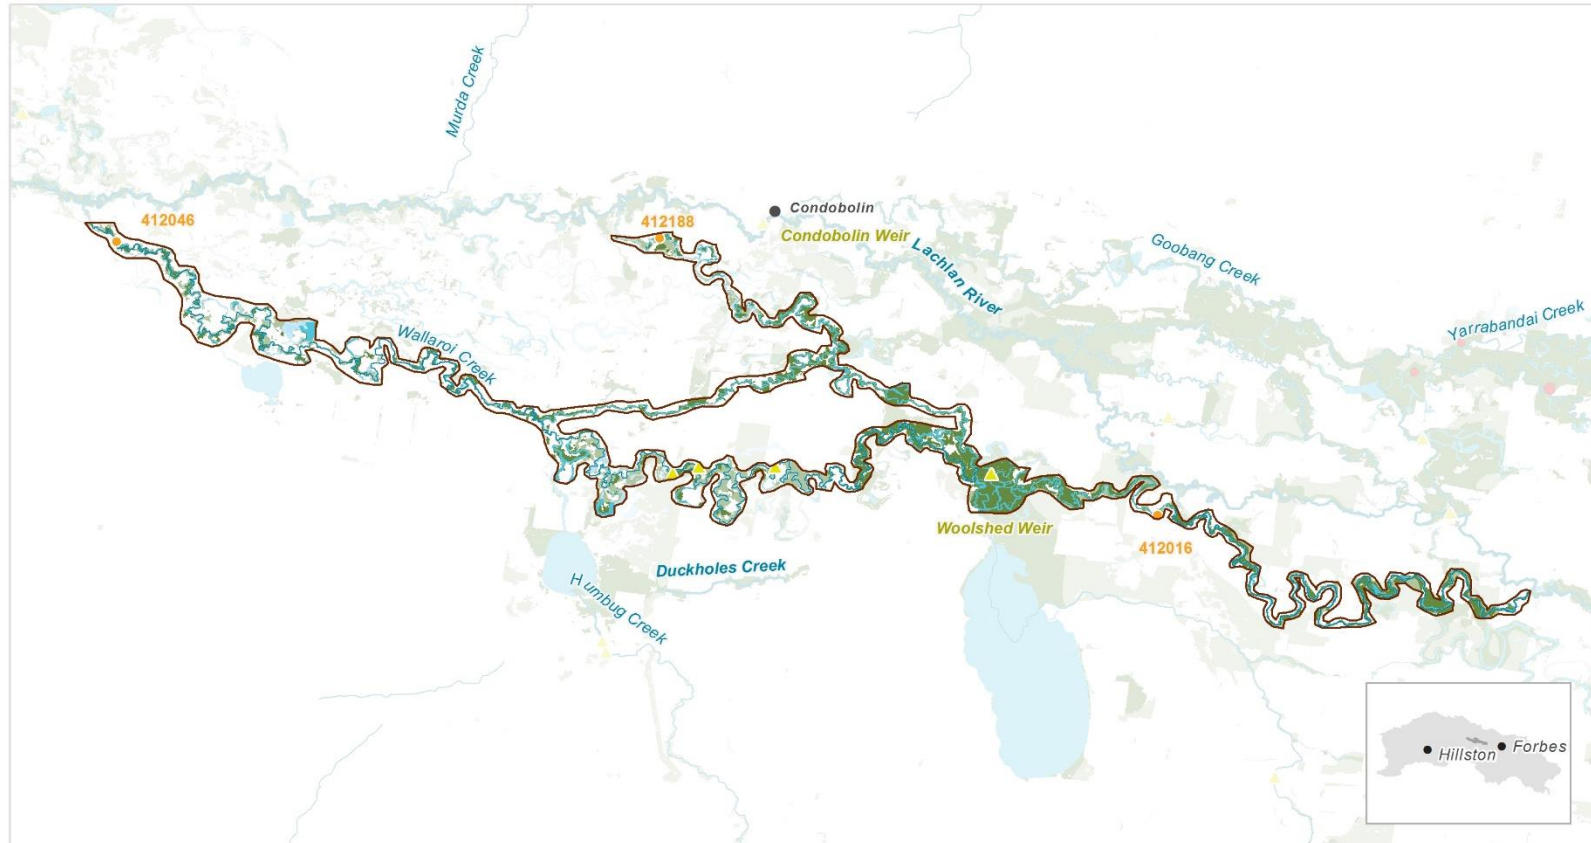 Murda Creek
412046
412188
Condobolin
Condobolin Weir
Lachlan River
Goobang Creek
Yarrabandai Creek
Wallaroi Creek
Woolshed Weir
412016
Duckholes Creek
Humbug Creek
Hillston
Forbes